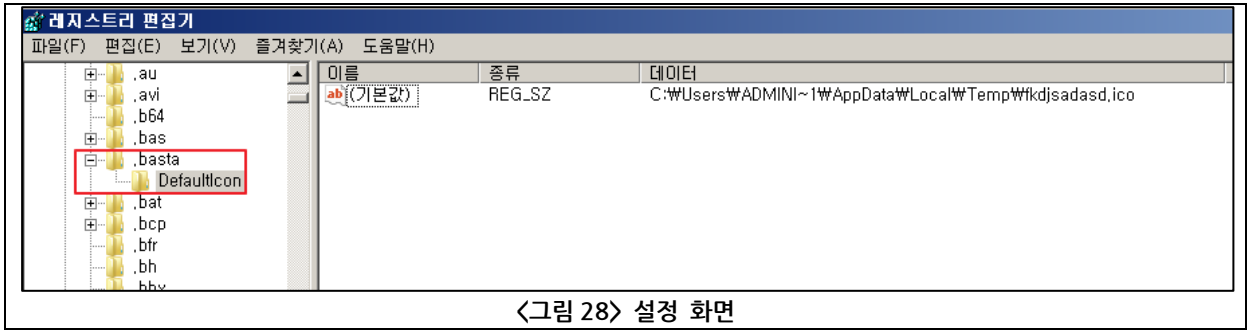 레지스트리 편집기
파일(F) 편집(E) 보기(V) 즐겨찾기(A) 도움말(H)
이름 종류 데이터
ab (기본값) REG_SZ C:₩Users₩ADMINI~1₩AppData₩Local₩Temp₩fkdjsadasd.ico
.au
.avi
.b64
.bas
.basta
DefaultIcon
.bat
.bcp
.bfr
.bh
<그림 28> 설정 화면